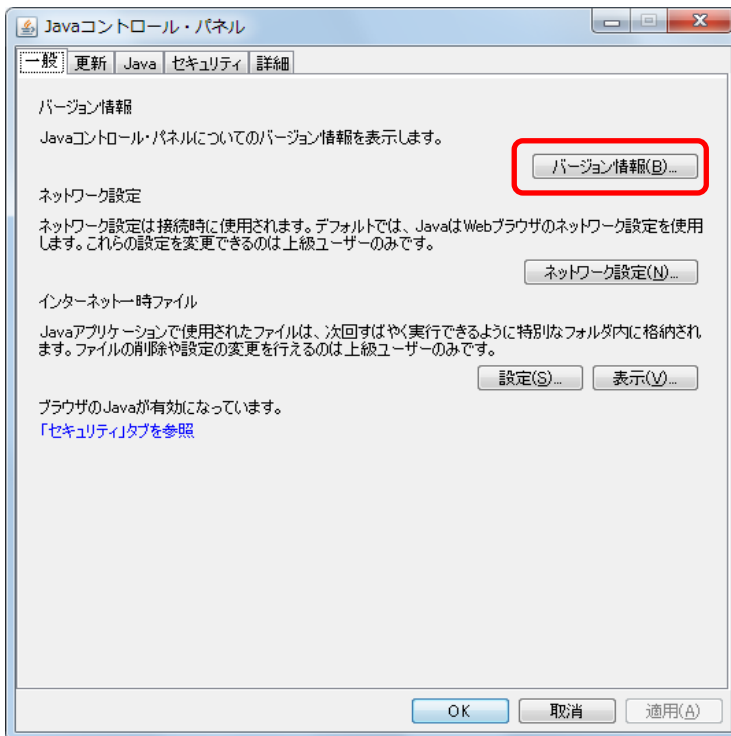 Javaコントロール・パネル
一般 更新 Java セキュリティ 詳細
バージョン情報
Javaコントロール・パネルについてのバージョン情報を表示します。
バージョン情報(B)...
ネットワーク設定
ネットワーク設定は接続時に使用されます。デフォルトでは、JavaはWebブラウザのネットワーク設定を使用
します。これらの設定を変更できるのは上級ユーザーのみです。
ネットワーク設定(N)...
インターネット一時ファイル
Javaアプリケーションで使用されたファイルは、次回すばやく実行できるように特別なフォルダ内に格納され
ます。ファイルの削除や設定の変更を行えるのは上級ユーザーのみです。
設定(S)... 表示(V)...
ブラウザのJavaが有効になっています。
「セキュリティ」タブを参照
OK 取消 適用(A)